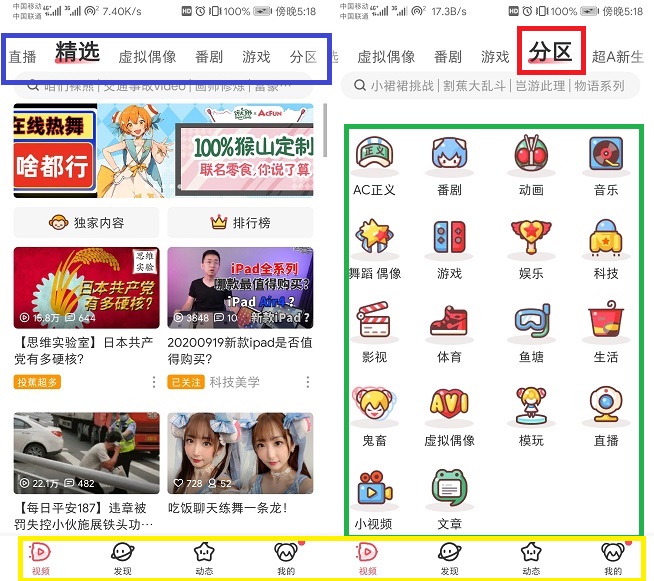 中国移动
中国联通
7.40K/s
HD
100%
傍晚5:18
直播
精选
虚拟偶像
番剧
游戏
分区
咱们裸熊 | 交通事故video | 画师修炼 | 富豪…
在线热舞
啥都行
× ACFUN
100%猴山定制
联名零食,你说了算
独家内容
排行榜
日本共产党
有多硬核?
思维
实验
15.8万
644
iPad全系列
哪款最值得购买?
iPad Air4?
新款iPad?
3848
10
【思维实验室】日本共产
党有多硬核?
投蕉超多
20200919新款ipad是否值
得购买?
已关注
科技美学
22.1万
482
728
52
【每日平安187】违章被
罚失控小伙施展铁头功…
吃饭聊天练舞一条龙!
视频
发现
动态
我的
中国移动
中国联通
17.3B/s
HD
100%
傍晚5:18
选
虚拟偶像
番剧
游戏
分区
超A新生
小裙裙挑战 | 割蕉大乱斗 | 岂游此理 | 物语系列
正义
AC正义
番剧
动画
音乐
舞蹈 偶像
游戏
娱乐
科技
影视
体育
鱼塘
生活
鬼畜
AVI
虚拟偶像
模玩
直播
小视频
文章
视频
发现
动态
我的